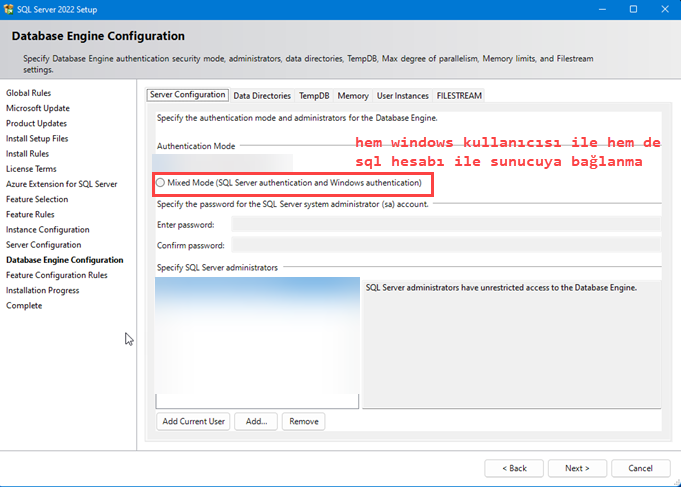 SQL Server 2022 Setup
Database Engine Configuration
Specify Database Engine authentication security mode, administrators, data directories, TempDB, Max degree of parallelism, Memory limits, and Filestream
settings.
Global Rules
Microsoft Update
Product Updates
Install Setup Files
Install Rules
License Terms
Azure Extension for SQL Server
Feature Selection
Feature Rules
Instance Configuration
Server Configuration
Database Engine Configuration
Feature Configuration Rules
Installation Progress
Complete
Server Configuration Data Directories TempDB Memory User Instances FILESTREAM
Specify the authentication mode and administrators for the Database Engine.
Authentication Mode
hem windows kullanıcısı ile hem de
sql hesabı ile sunucuya bağlanma
Mixed Mode (SQL Server authentication and Windows authentication)
Specify the password for the SQL Server system administrator (sa) account.
Enter password:
Confirm password:
Specify SQL Server administrators
SQL Server administrators have unrestricted access to the Database Engine.
Add Current User Add... Remove
< Back Next > Cancel